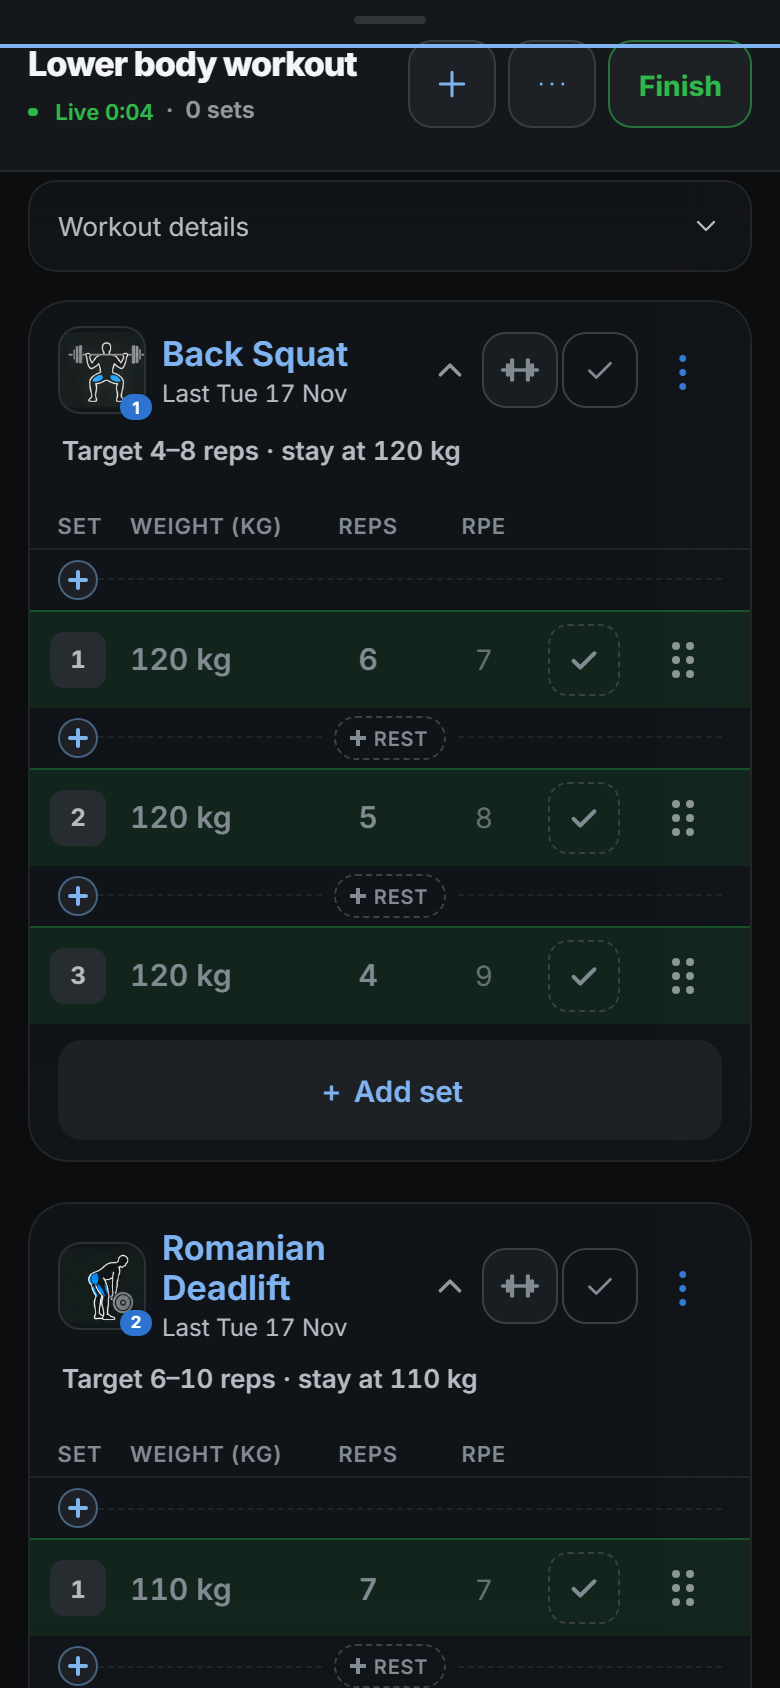 Lower body workout
Live 0:04 · 0 sets
+
...
Finish
Workout details
Back Squat
Last Tue 17 Nov
1
Target 4–8 reps · stay at 120 kg
SET WEIGHT (KG) REPS RPE
1 120 kg 6 7
+ REST
2 120 kg 5 8
+ REST
3 120 kg 4 9
+ Add set
Romanian
Deadlift
Last Tue 17 Nov
2
Target 6–10 reps · stay at 110 kg
SET WEIGHT (KG) REPS RPE
1 110 kg 7 7
+ REST